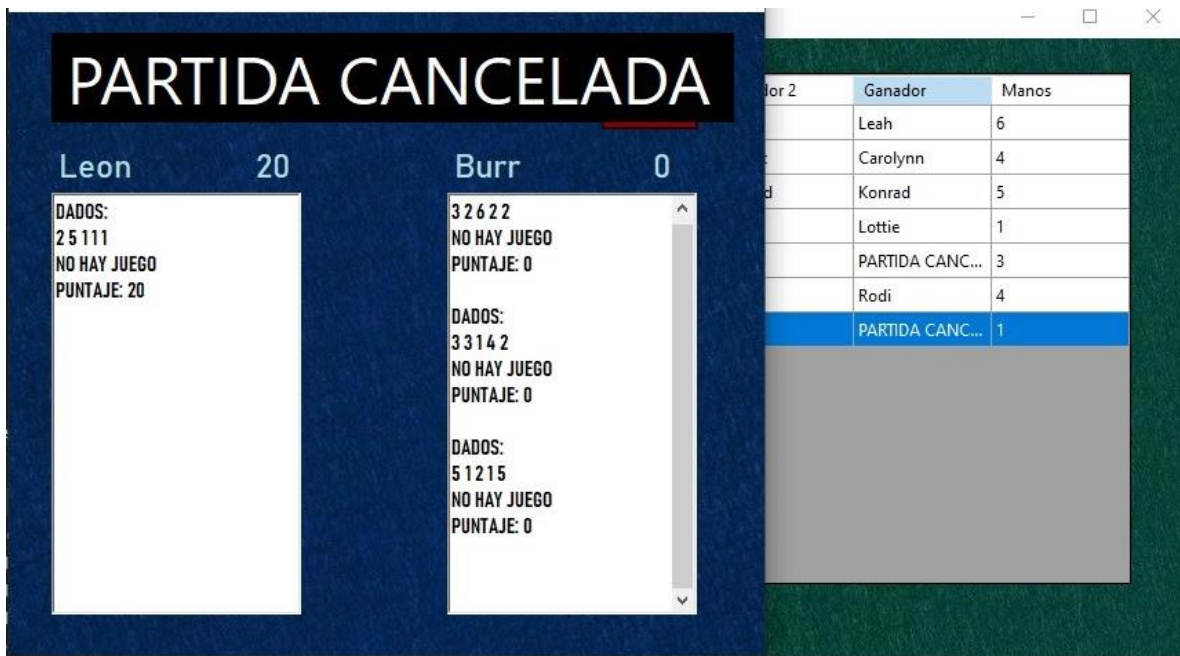 PARTIDA CANCELADA
Leon 20
DADOS:
2 5 1 1 1
NO HAY JUEGO
PUNTAJE: 20
Burr 0
3 2 6 2 2
NO HAY JUEGO
PUNTAJE: 0
DADOS:
3 3 1 4 2
NO HAY JUEGO
PUNTAJE: 0
DADOS:
5 1 2 1 5
NO HAY JUEGO
PUNTAJE: 0
dor 2 Ganador Manos
Leah 6
Carolynn 4
d Konrad 5
Lottie 1
PARTIDA CANC... 3
Rodi 4
PARTIDA CANC... 1